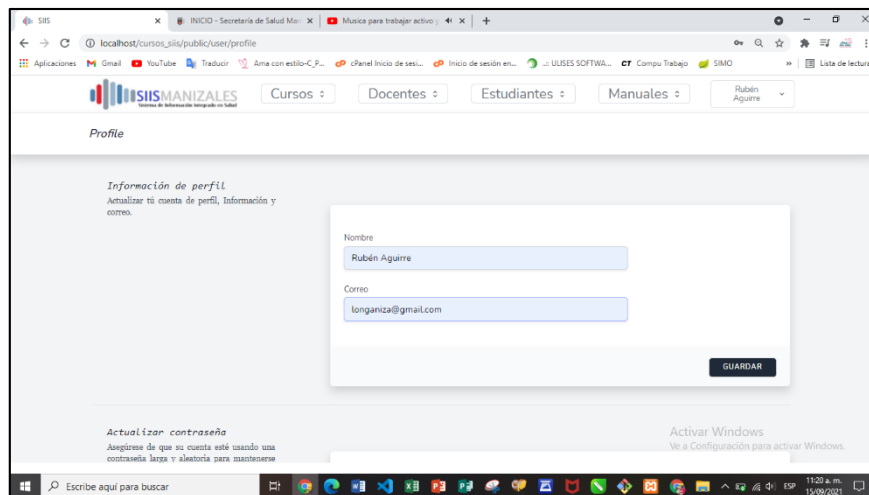 SIIS
INICIO - Secretaría de Salud Man
Musica para trabajar activo y
localhost/cursos_siis/public/user/profile
Aplicaciones
Gmail
YouTube
Traducir
Ama con estilo-C_P...
cPanel Inicio de sesi...
Inicio de sesión en...
.:: ULISES SOFTWA...
CT Compu Trabajo
SIMO
»
Lista de lectura
SIISMANIZALES
Sistema de Información Integrado en Salud
Cursos
Docentes
Estudiantes
Manuales
Rubén
Aguirre
Profile
Información de perfil
Actualizar tú cuenta de perfil, Información y
correo.
Nombre
Rubén Aguirre
Correo
longaniza@gmail.com
GUARDAR
Actualizar contraseña
Asegúrese de que su cuenta esté usando una
contraseña larga y aleatoria para mantenerse
Activar Windows
Ve a Configuración para activar Windows.
Escribe aquí para buscar
ESP
11:20 a. m.
15/09/2021